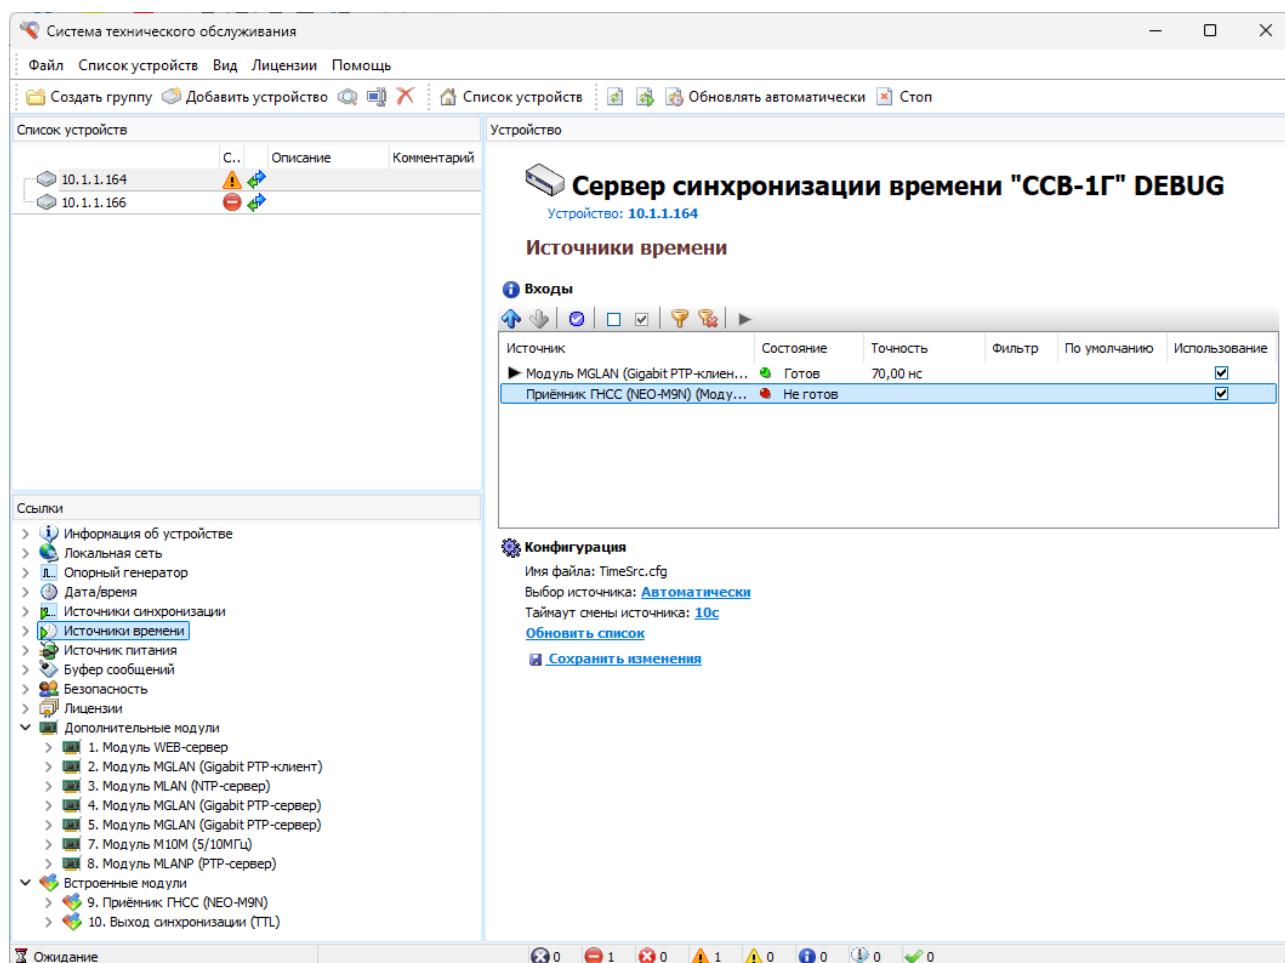 Система технического обслуживания
Файл Список устройств Вид Лицензии Помощь
Создать группу Добавить устройство Список устройств Обновлять автоматически Стоп
Список устройств
С.. Описание Комментарий
10.1.1.164
10.1.1.166
Ссылки
Информация об устройстве
Локальная сеть
Опорный генератор
Дата/время
Источники синхронизации
Источники времени
Источник питания
Буфер сообщений
Безопасность
Лицензии
Дополнительные модули
1. Модуль WEB-сервер
2. Модуль MGLAN (Gigabit PTP-клиент)
3. Модуль MLAN (NTP-сервер)
4. Модуль MGLAN (Gigabit PTP-сервер)
5. Модуль MGLAN (Gigabit PTP-сервер)
7. Модуль M10M (5/10МГц)
8. Модуль MLANP (PTP-сервер)
Встроенные модули
9. Приёмник ГНСС (NEO-M9N)
10. Выход синхронизации (TTL)
Устройство
Сервер синхронизации времени "ССВ-1Г" DEBUG
Устройство: 10.1.1.164
Источники времени
Входы
Источник Состояние Точность Фильтр По умолчанию Использование
Модуль MGLAN (Gigabit PTP-клиен... Готов 70,00 нс
Приёмник ГНСС (NEO-M9N) (Моду... Не готов
Конфигурация
Имя файла: TimeSrc.cfg
Выбор источника: Автоматически
Таймаут смены источника: 10с
Обновить список
Сохранить изменения
Ожидание 0 1 0 1 0 0 0 0